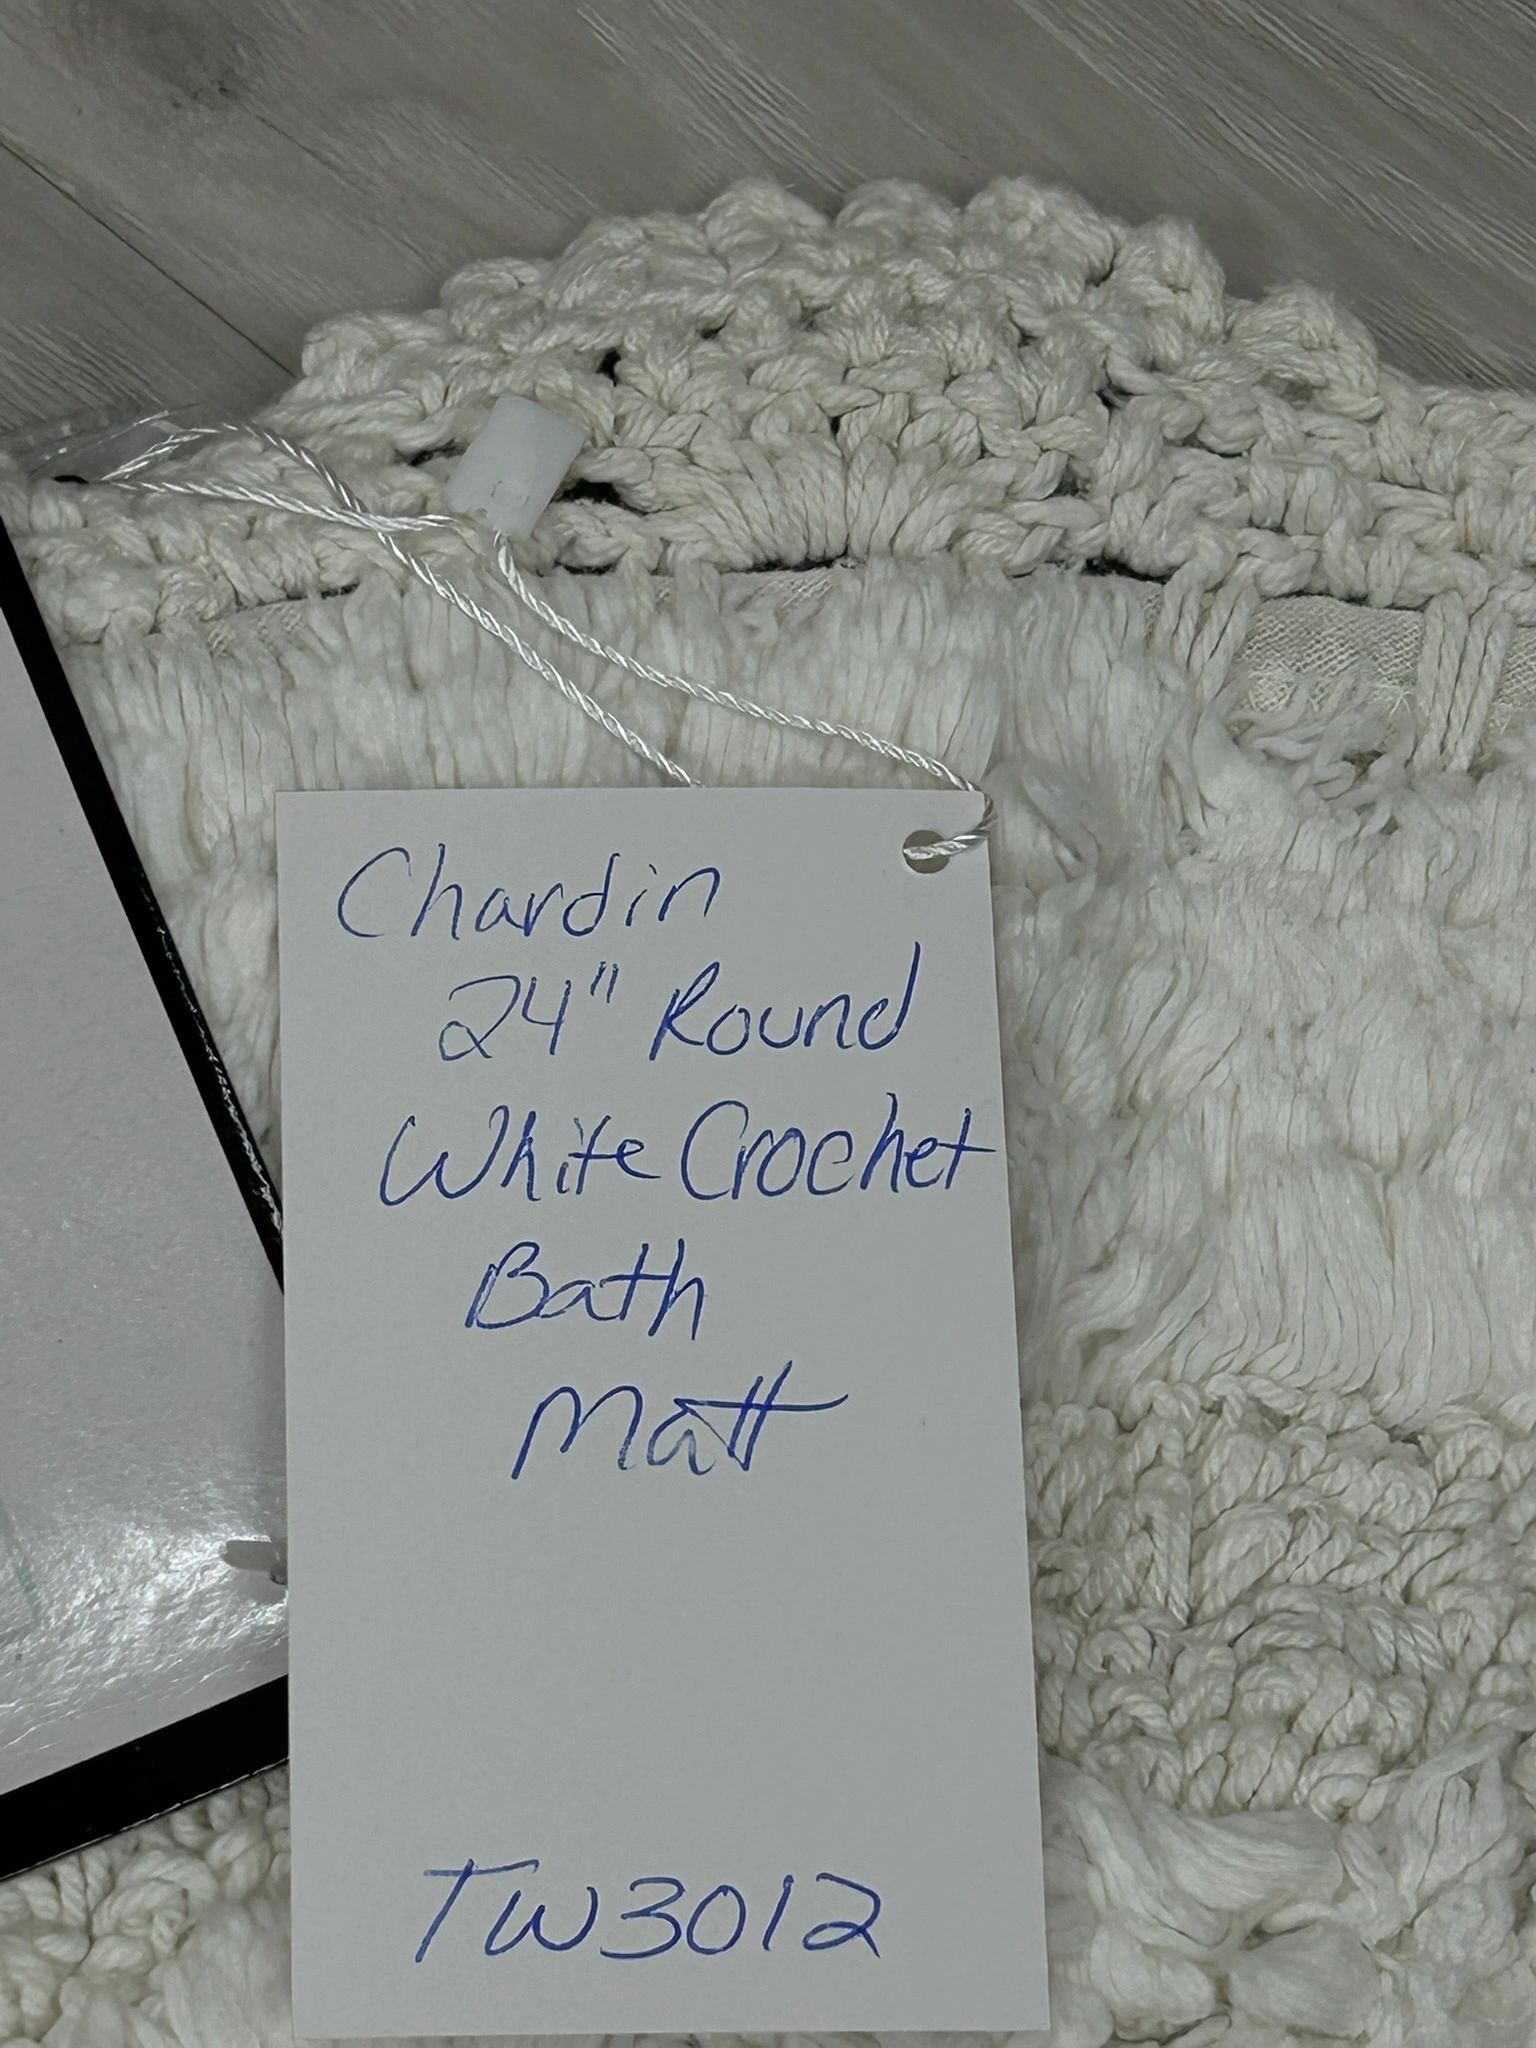 Chardin
24" Round
White Crochet
Bath
Matt
TW3012